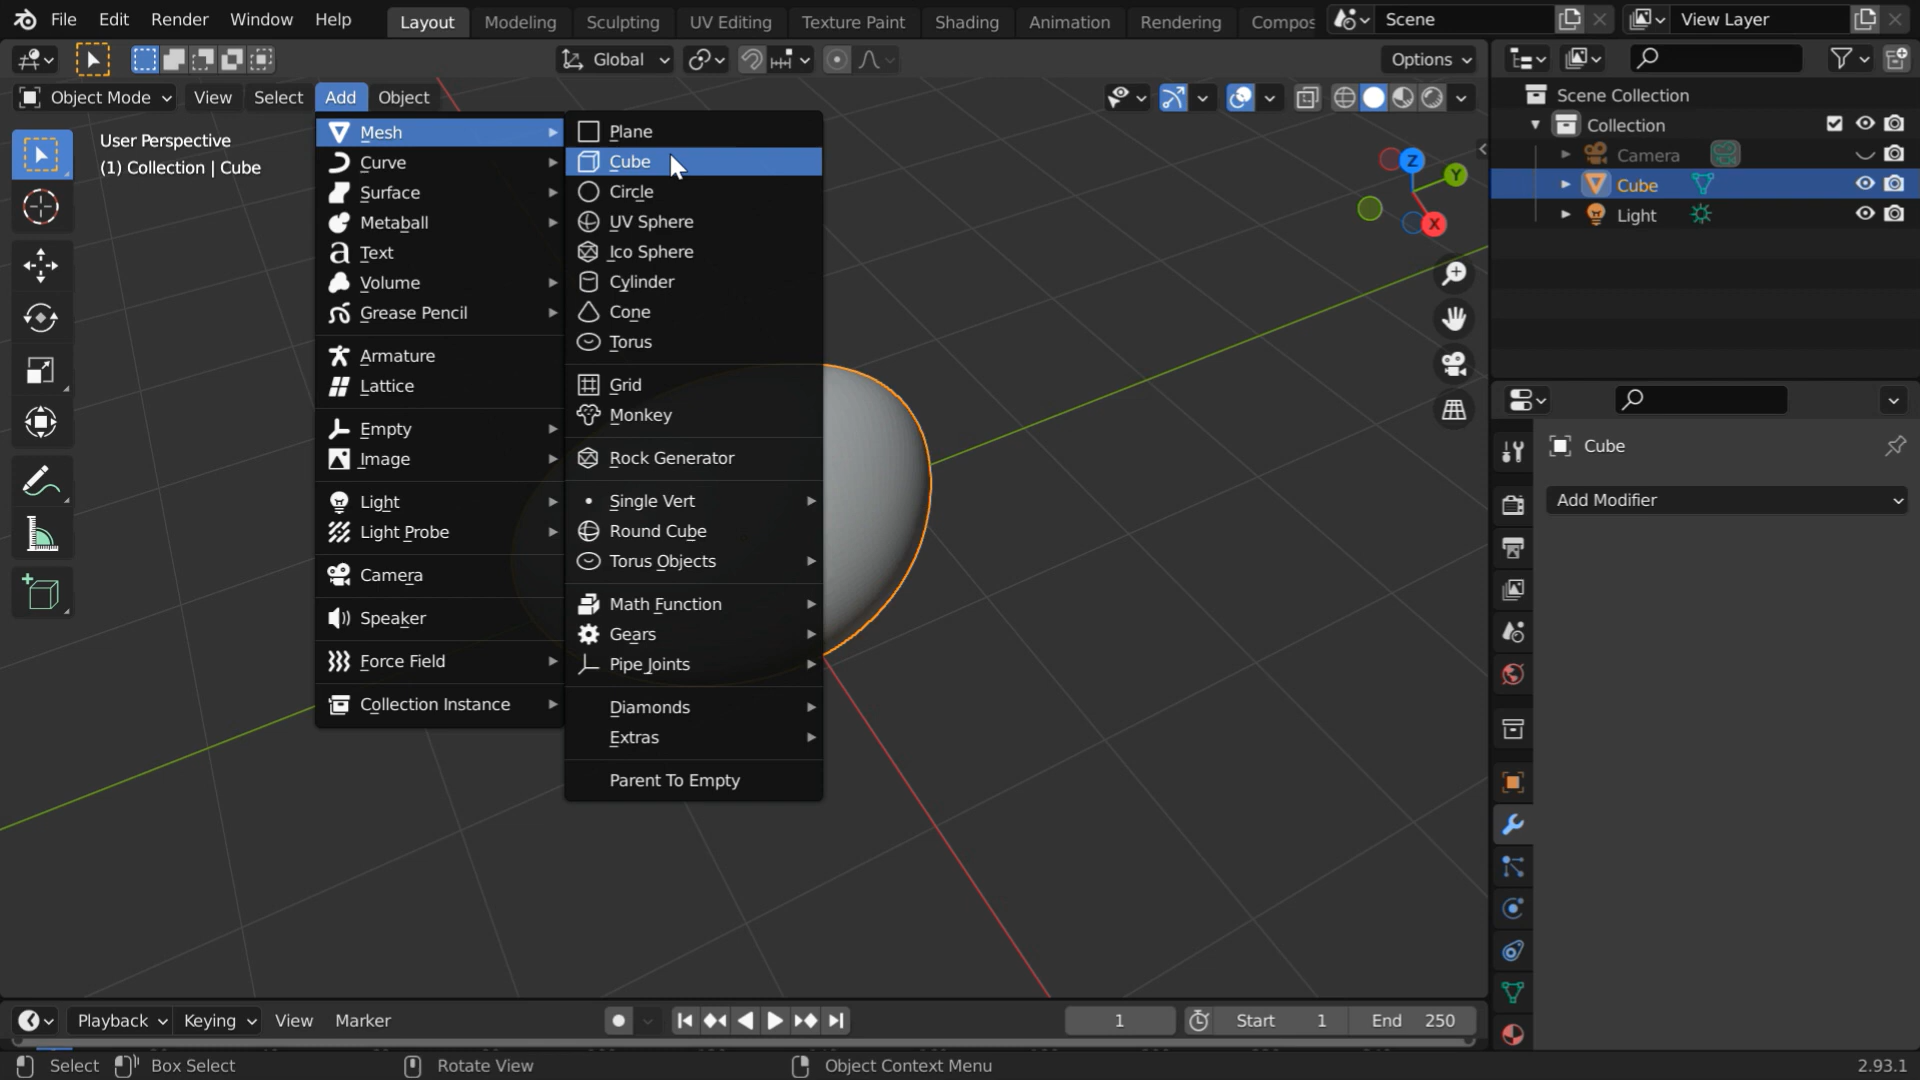 File Edit Render Window Help Layout Modeling Sculpting UV Editing Texture Paint Shading Animation Rendering Compos Scene View Layer
Global Options
Object Mode View Select Add Object
User Perspective
(1) Collection | Cube
Mesh
Curve
Surface
Metaball
Text
Volume
Grease Pencil
Armature
Lattice
Empty
Image
Light
Light Probe
Camera
Speaker
Force Field
Collection Instance
Plane
Cube
Circle
UV Sphere
Ico Sphere
Cylinder
Cone
Torus
Grid
Monkey
Rock Generator
Single Vert
Round Cube
Torus Objects
Math Function
Gears
Pipe Joints
Diamonds
Extras
Parent To Empty
Z
Y
X
Scene Collection
Collection
Camera
Cube
Light
Cube
Add Modifier
Playback Keying View Marker 1 Start 1 End 250
Select Box Select Rotate View Object Context Menu 2.93.1